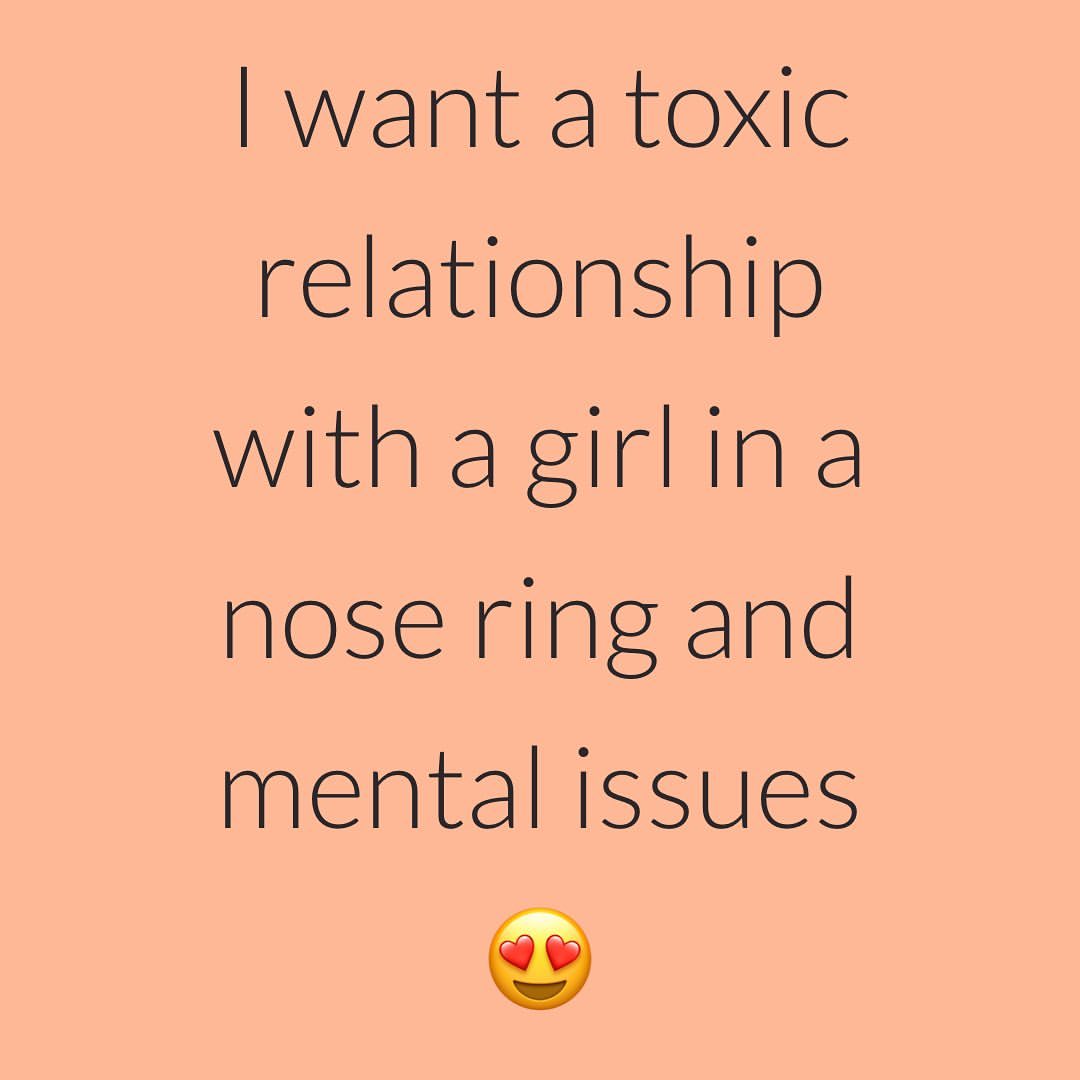 I want a toxic
relationship
with a girl in a
nose ring and
mental issues
😍